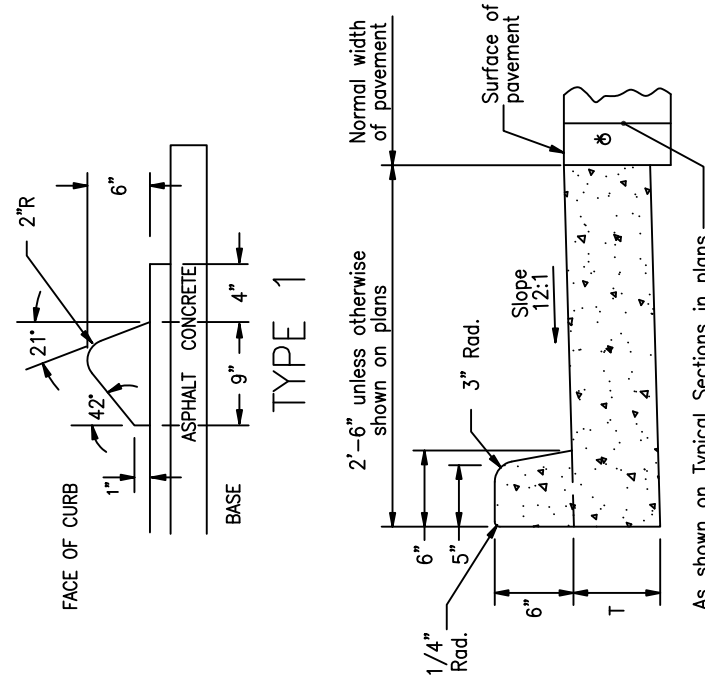 FACE OF CURB
21°
2"R
42°
6"
1"
ASPHALT CONCRETE
BASE
9"
4"
TYPE 1
2'-6" unless otherwise
shown on plans
Normal width
of pavement
Surface of
pavement
Slope
12:1
3" Rad.
6"
5"
1/4"
Rad.
6"
T
*
As shown on Typical Sections in plans